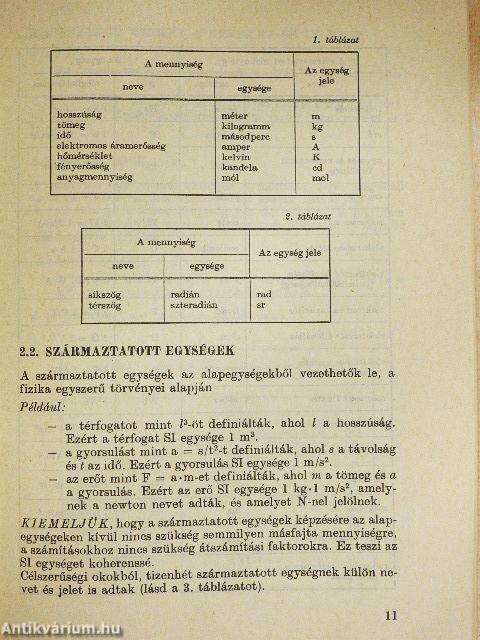 1. táblázat
A mennyiség
Az egység
jele
neve
egysége
hosszúság méter m
tömeg kilogramm kg
idő másodperc s
elektromos áramerősség amper A
hőmérséklet kelvin K
fényerősség kandela cd
anyagmennyiség mól mol
2. táblázat
A mennyiség
Az egység jele
neve
egysége
síkszög radián rad
térszög szteradián sr
2.2. SZÁRMAZTATOTT EGYSÉGEK
A származtatott egységek az alapegységekből vezethetők le, a
fizika egyszerű törvényei alapján
Például:
— a térfogatot mint l³-öt definiálták, ahol l a hosszúság.
Ezért a térfogat SI egysége 1 m³.
— a gyorsulást mint a = s/t²-t definiálták, ahol s a távolság
és t az idő. Ezért a gyorsulás SI egysége 1 m/s².
— az erőt mint F = a·m-et definiálták, ahol m a tömeg és a
a gyorsulás. Ezért az erő SI egysége 1 kg·1 m/s², amely-
nek a newton nevet adták, és amelyet N-nel jelölnek.
KIEMELJÜK, hogy a származtatott egységek képzésére az alap-
egységeken kívül nincs szükség semmilyen másfajta mennyiségre,
a számításokhoz nincs szükség átszámítási faktorokra. Ez teszi az
SI egységet koherenssé.
Célszerűségi okokból, tizenhét származtatott egységnek külön ne-
vet és jelet is adtak (lásd a 3. táblázatot).
11
Antikvárium.hu